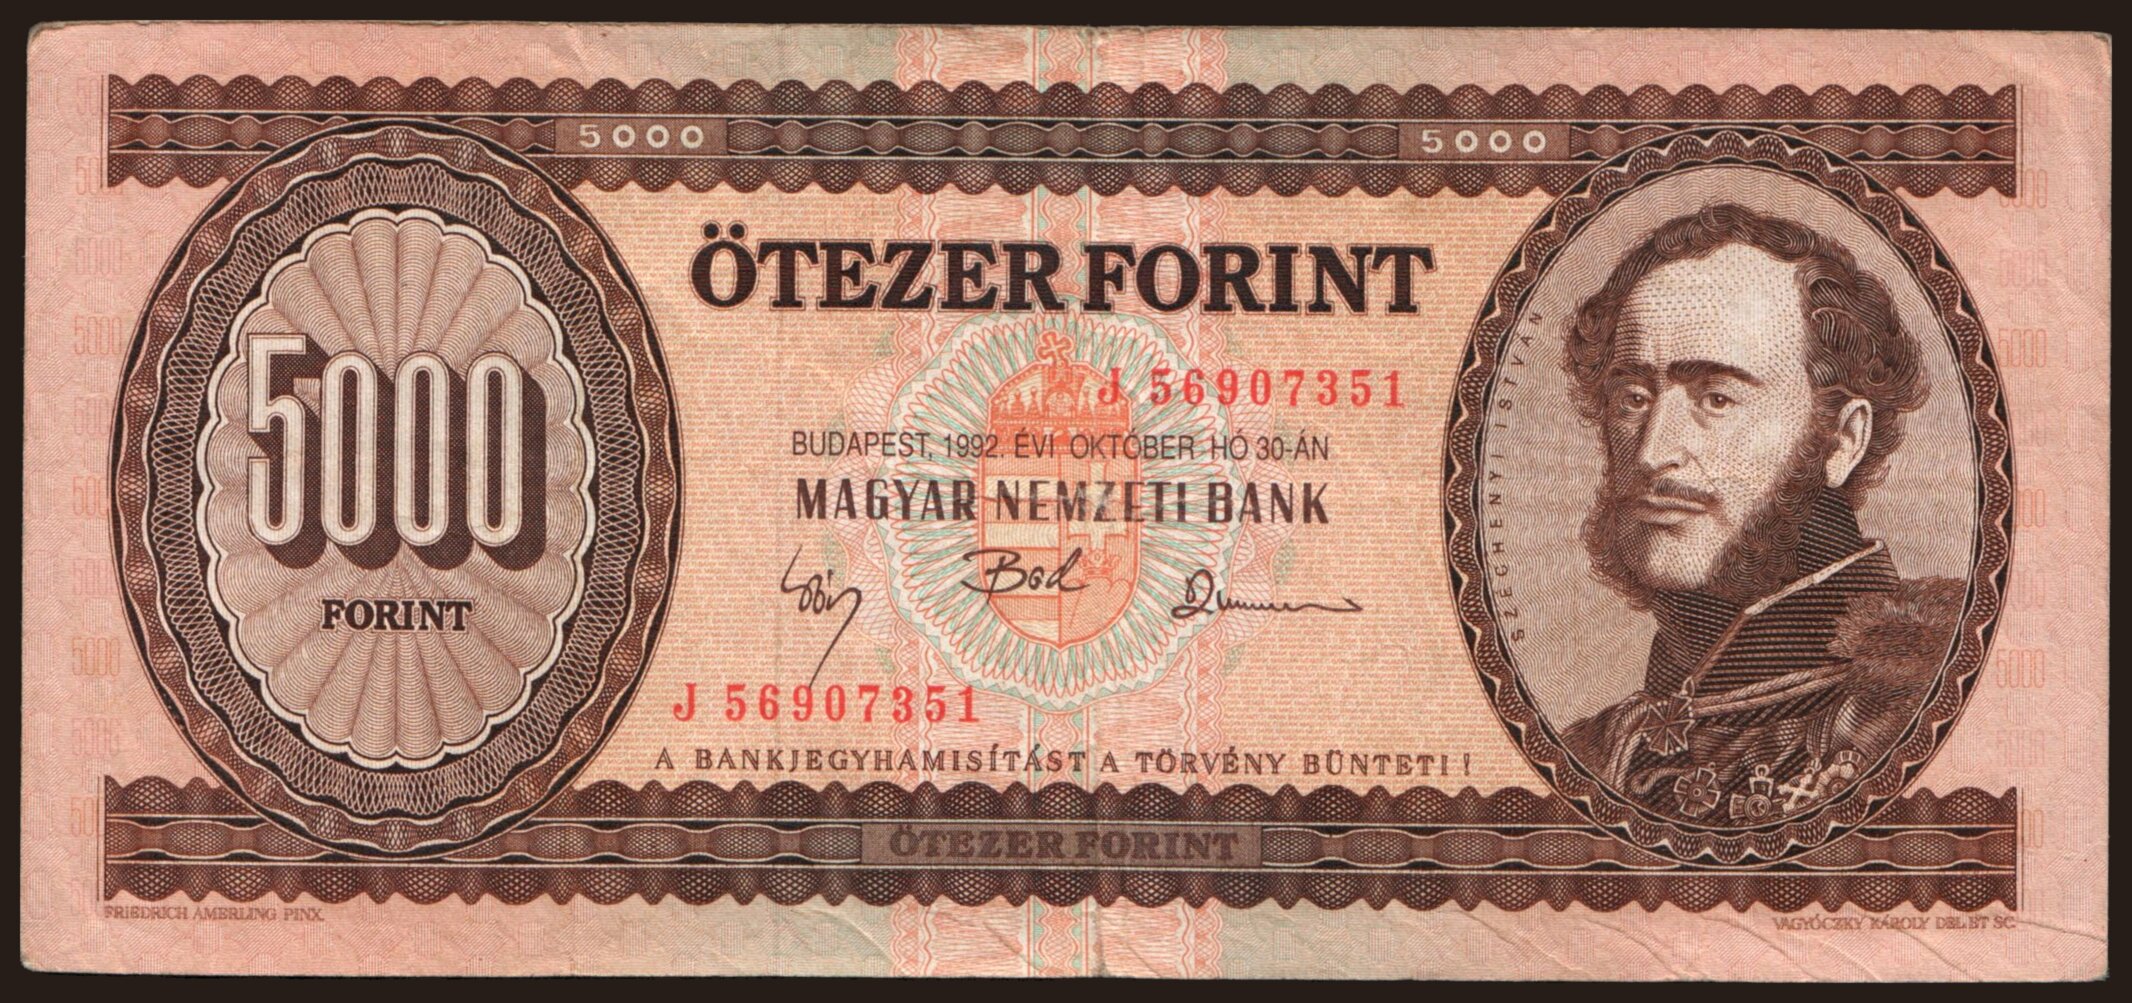 5000
5000
ÖTEZER FORINT
J 56907351
BUDAPEST, 1992. ÉVI OKTÓBER HÓ 30-ÁN
MAGYAR NEMZETI BANK
5000
FORINT
SZÉCHENYI ISTVÁN
J 56907351
A BANKJEGYHAMISÍTÁST A TÖRVÉNY BÜNTETI!
ÖTEZER FORINT
FRIEDRICH AMERLING PINX.
VAGYÓCZKY KÁROLY DEL. ET SC.